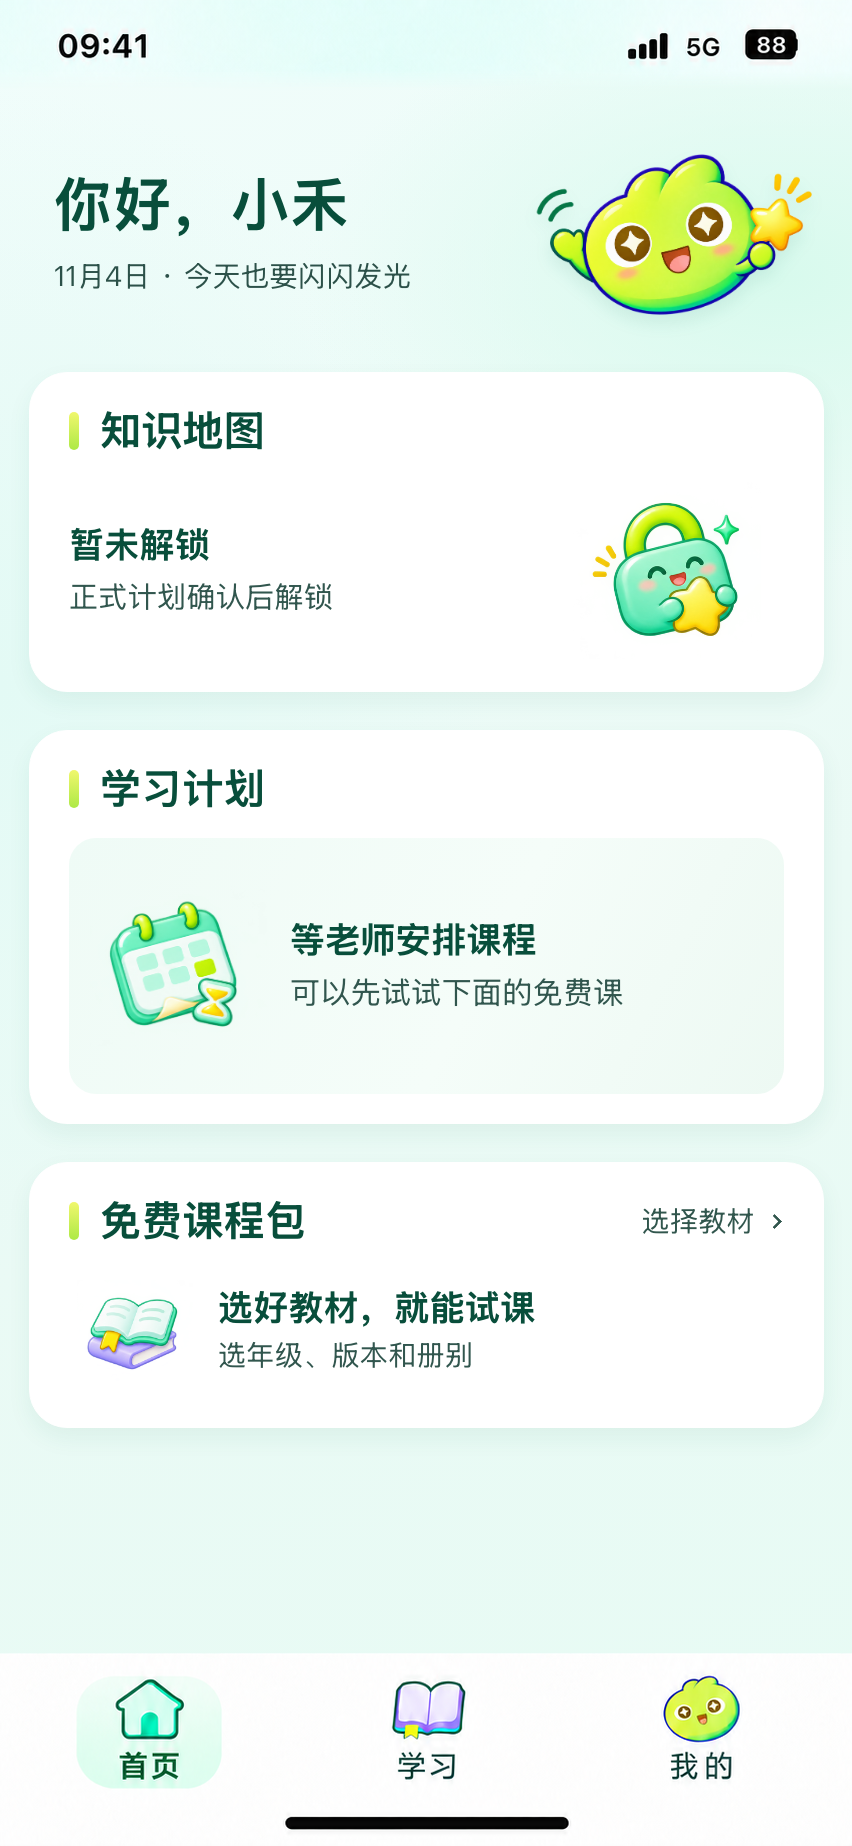 09:41
5G
88
你好，小禾
11月4日 · 今天也要闪闪发光
知识地图
暂未解锁
正式计划确认后解锁
学习计划
等老师安排课程
可以先试试下面的免费课
免费课程包
选择教材 >
选好教材，就能试课
选年级、版本和册别
首页
学习
我的